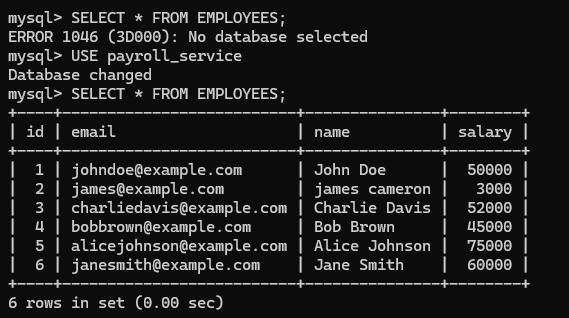 mysql> SELECT * FROM EMPLOYEES;
ERROR 1046 (3D000): No database selected
mysql> USE payroll_service
Database changed
mysql> SELECT * FROM EMPLOYEES;
+----+--------------------------+---------------+--------+
| id | email                    | name          | salary |
+----+--------------------------+---------------+--------+
|  1 | johndoe@example.com      | John Doe      |  50000 |
|  2 | james@example.com        | james cameron |   3000 |
|  3 | charliedavis@example.com | Charlie Davis |  52000 |
|  4 | bobbrown@example.com     | Bob Brown     |  45000 |
|  5 | alicejohnson@example.com | Alice Johnson |  75000 |
|  6 | janesmith@example.com    | Jane Smith    |  60000 |
+----+--------------------------+---------------+--------+
6 rows in set (0.00 sec)